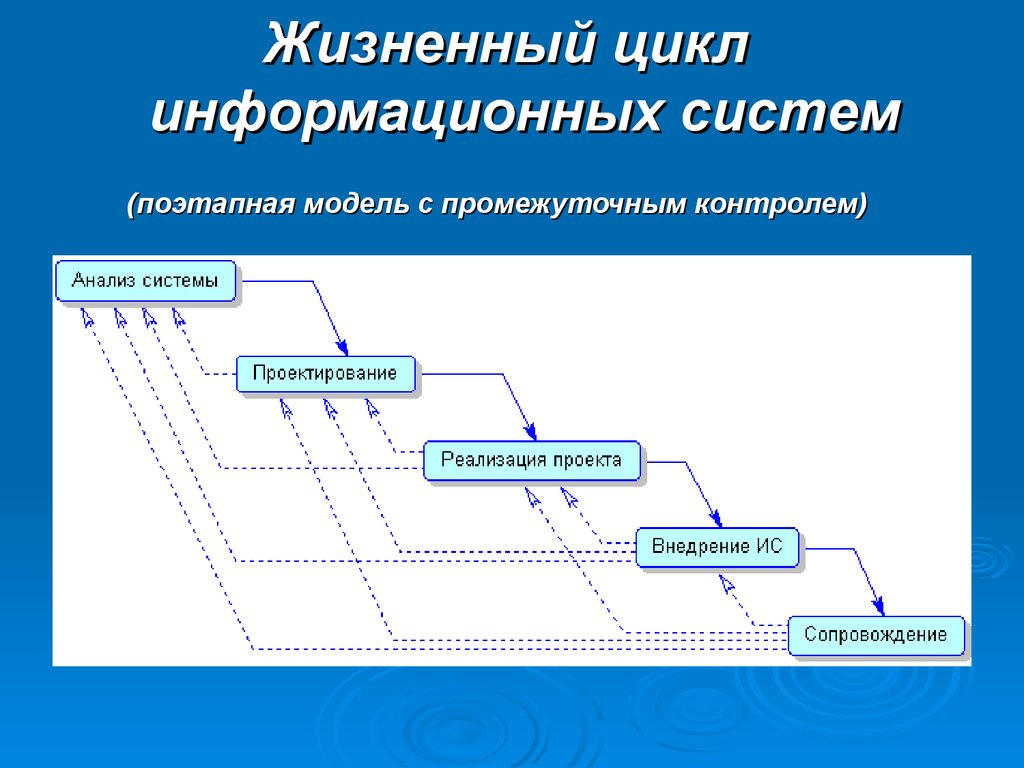 Жизненный цикл
информационных систем
(поэтапная модель с промежуточным контролем)
Анализ системы
Проектирование
Реализация проекта
Внедрение ИС
Сопровождение